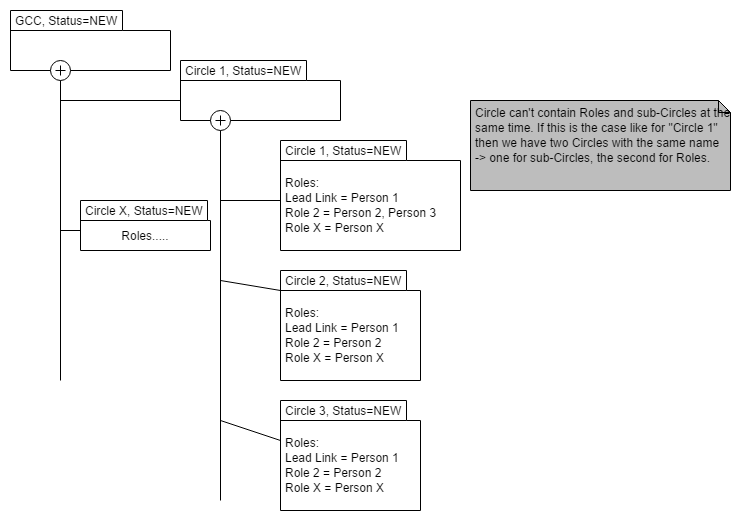 GCC, Status=NEW
Circle 1, Status=NEW
Circle can't contain Roles and sub-Circles at the
same time. If this is the case like for "Circle 1"
then we have two Circles with the same name
-> one for sub-Circles, the second for Roles.
Circle 1, Status=NEW
Roles:
Lead Link = Person 1
Role 2 = Person 2, Person 3
Role X = Person X
Circle X, Status=NEW
Roles.....
Circle 2, Status=NEW
Roles:
Lead Link = Person 1
Role 2 = Person 2
Role X = Person X
Circle 3, Status=NEW
Roles:
Lead Link = Person 1
Role 2 = Person 2
Role X = Person X